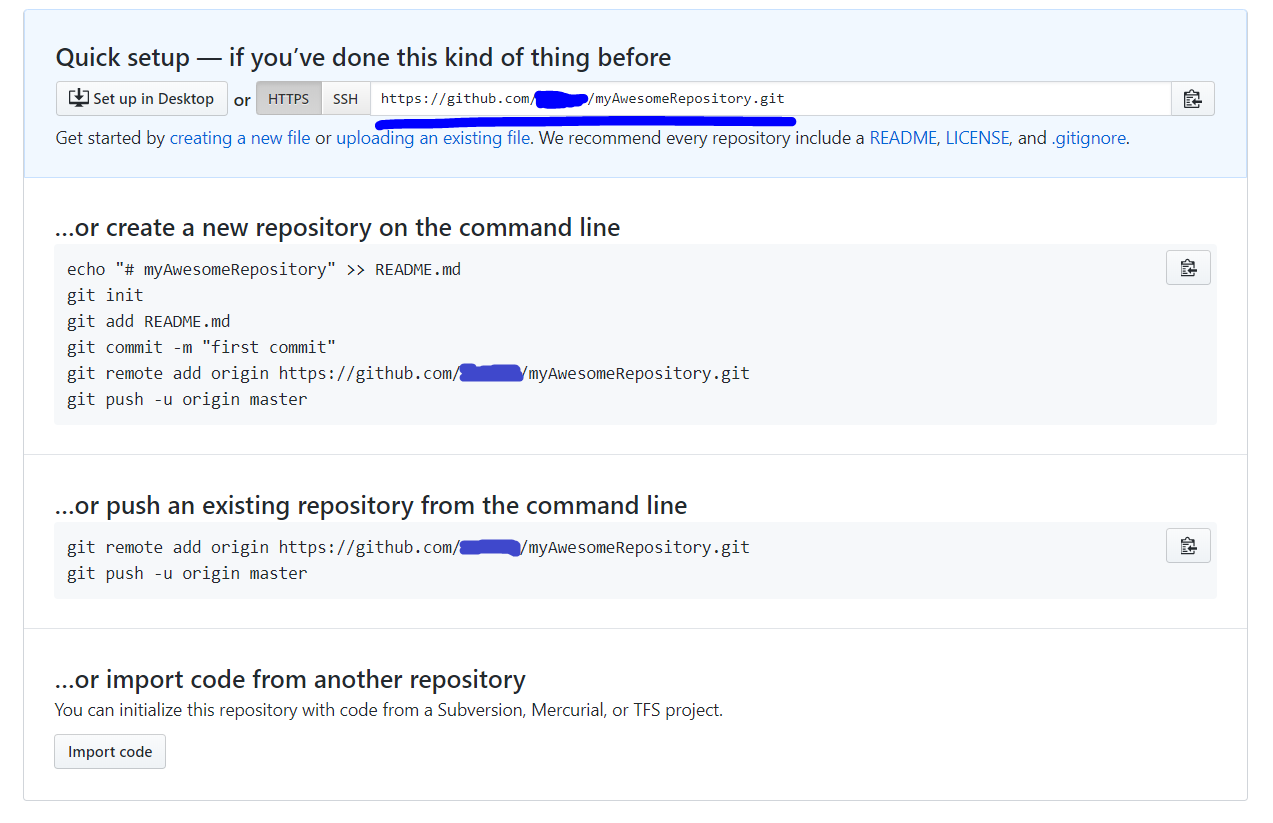 Quick setup — if you’ve done this kind of thing before
Set up in Desktop or HTTPS SSH https://github.com/ /myAwesomeRepository.git
Get started by creating a new file or uploading an existing file. We recommend every repository include a README, LICENSE, and .gitignore.
…or create a new repository on the command line
echo "# myAwesomeRepository" >> README.md
git init
git add README.md
git commit -m "first commit"
git remote add origin https://github.com/ /myAwesomeRepository.git
git push -u origin master
…or push an existing repository from the command line
git remote add origin https://github.com/ /myAwesomeRepository.git
git push -u origin master
…or import code from another repository
You can initialize this repository with code from a Subversion, Mercurial, or TFS project.
Import code